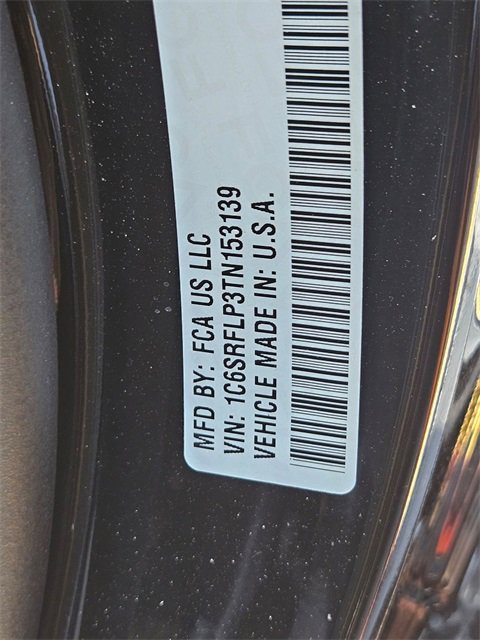 MFD BY: FCA US LLC
VIN: 1C6SRFLP3TN153139
VEHICLE MADE IN: U.S.A.